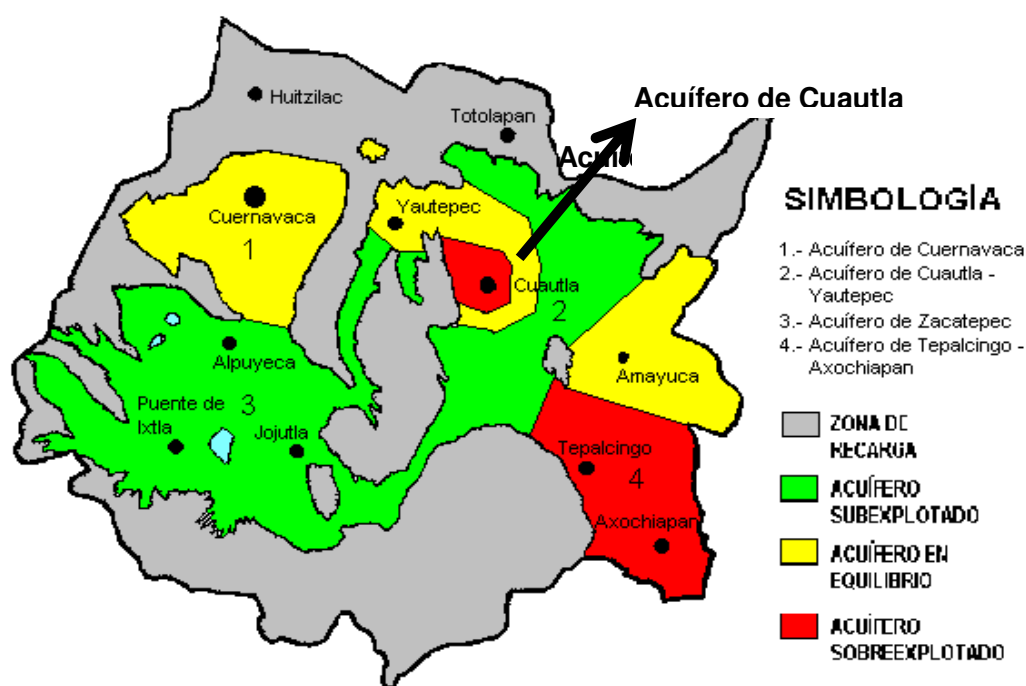 Acuífero de Cuautla
Huitzilac
Totolapan
Yautepec
Cuernavaca
1
Cuautla
2
Alpuyeca
Amayuca
Puente de
Ixtla
3
Jojutla
Tepalcingo
4
Axochiapan
SIMBOLOGÍA
1.- Acuífero de Cuernavaca
2.- Acuífero de Cuautla -
Yautepec
3.- Acuífero de Zacatepec
4.- Acuífero de Tepalcingo -
Axochiapan
ZONA DE
RECARGA
ACUÍFERO
SUBEXPLOTADO
ACUÍFERO EN
EQUILIBRIO
ACUÍFERO
SOBREEXPLOTADO